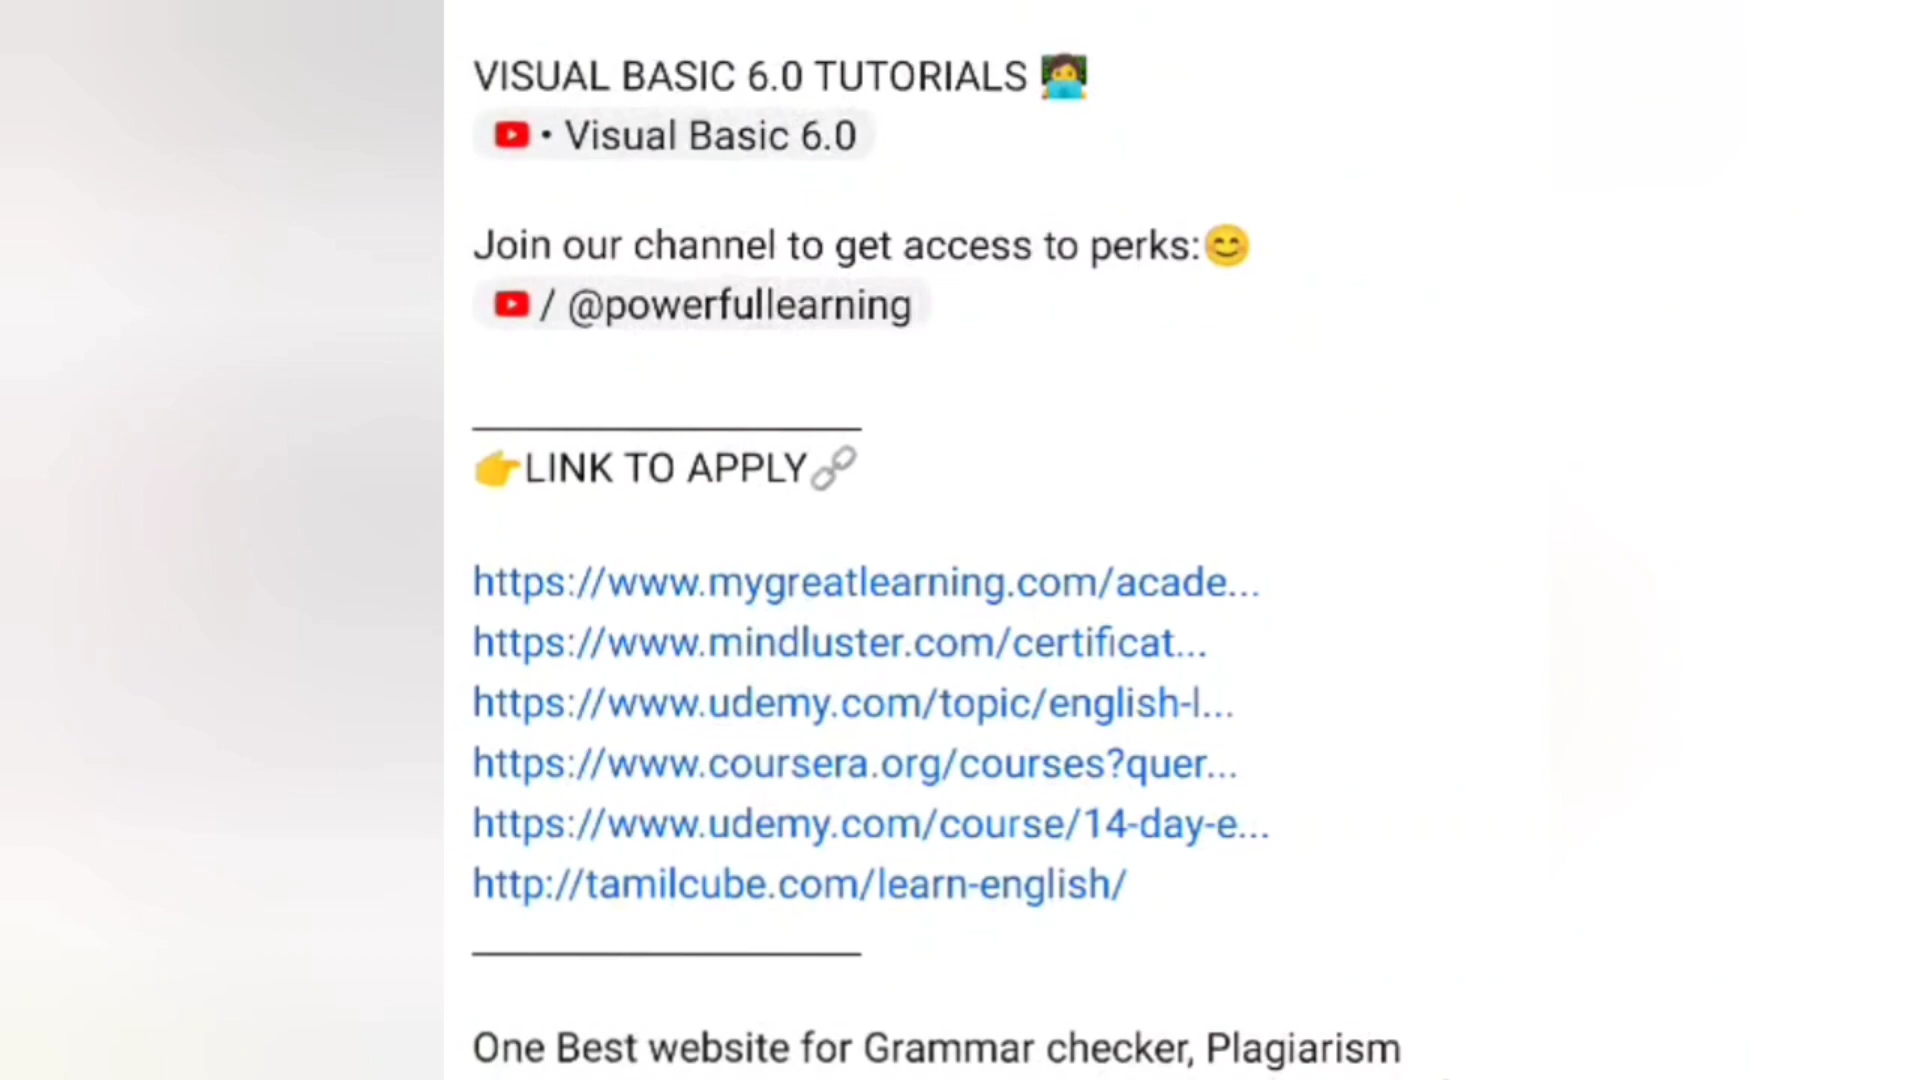 VISUAL BASIC 6.0 TUTORIALS 🧑‍💻
• Visual Basic 6.0
Join our channel to get access to perks:😊
/ @powerfullearning
👉LINK TO APPLY🔗
https://www.mygreatlearning.com/acade...
https://www.mindluster.com/certificat...
https://www.udemy.com/topic/english-l...
https://www.coursera.org/courses?quer...
https://www.udemy.com/course/14-day-e...
http://tamilcube.com/learn-english/
One Best website for Grammar checker, Plagiarism